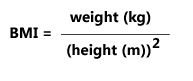 BMI = weight (kg)
(height (m))²